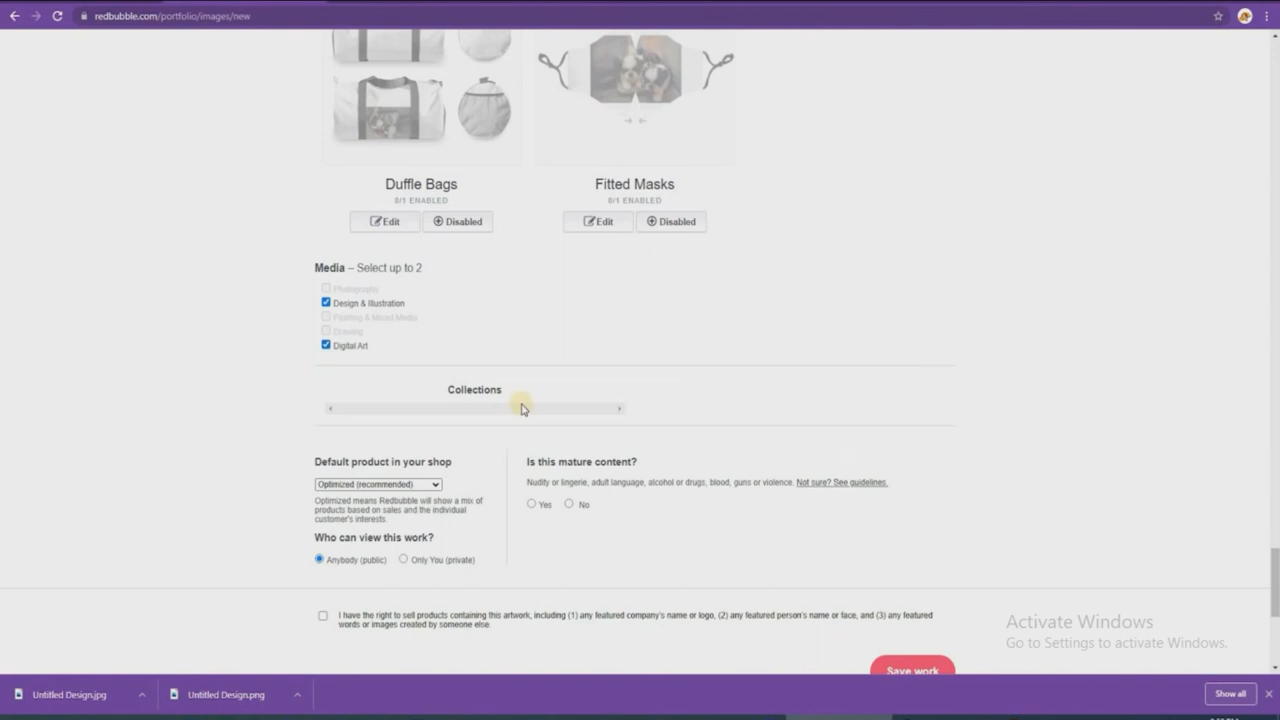 redbubble.com/portfolio/images/new
Duffle Bags
0/1 ENABLED
Edit
Disabled
Fitted Masks
0/1 ENABLED
Edit
Disabled
Media – Select up to 2
Photography
Design & Illustration
Painting & Mixed Media
Drawing
Digital Art
Collections
Default product in your shop
Optimized (recommended)
Optimized means Redbubble will show a mix of
products based on sales and the individual
customer's interests.
Who can view this work?
Anybody (public) Only You (private)
Is this mature content?
Nudity or lingerie, adult language, alcohol or drugs, blood, guns or violence. Not sure? See guidelines.
Yes No
I have the right to sell products containing this artwork, including (1) any featured company's name or logo, (2) any featured person's name or face, and (3) any featured
words or images created by someone else.
Save work
Activate Windows
Go to Settings to activate Windows.
Untitled Design.jpg
Untitled Design.png
Show all